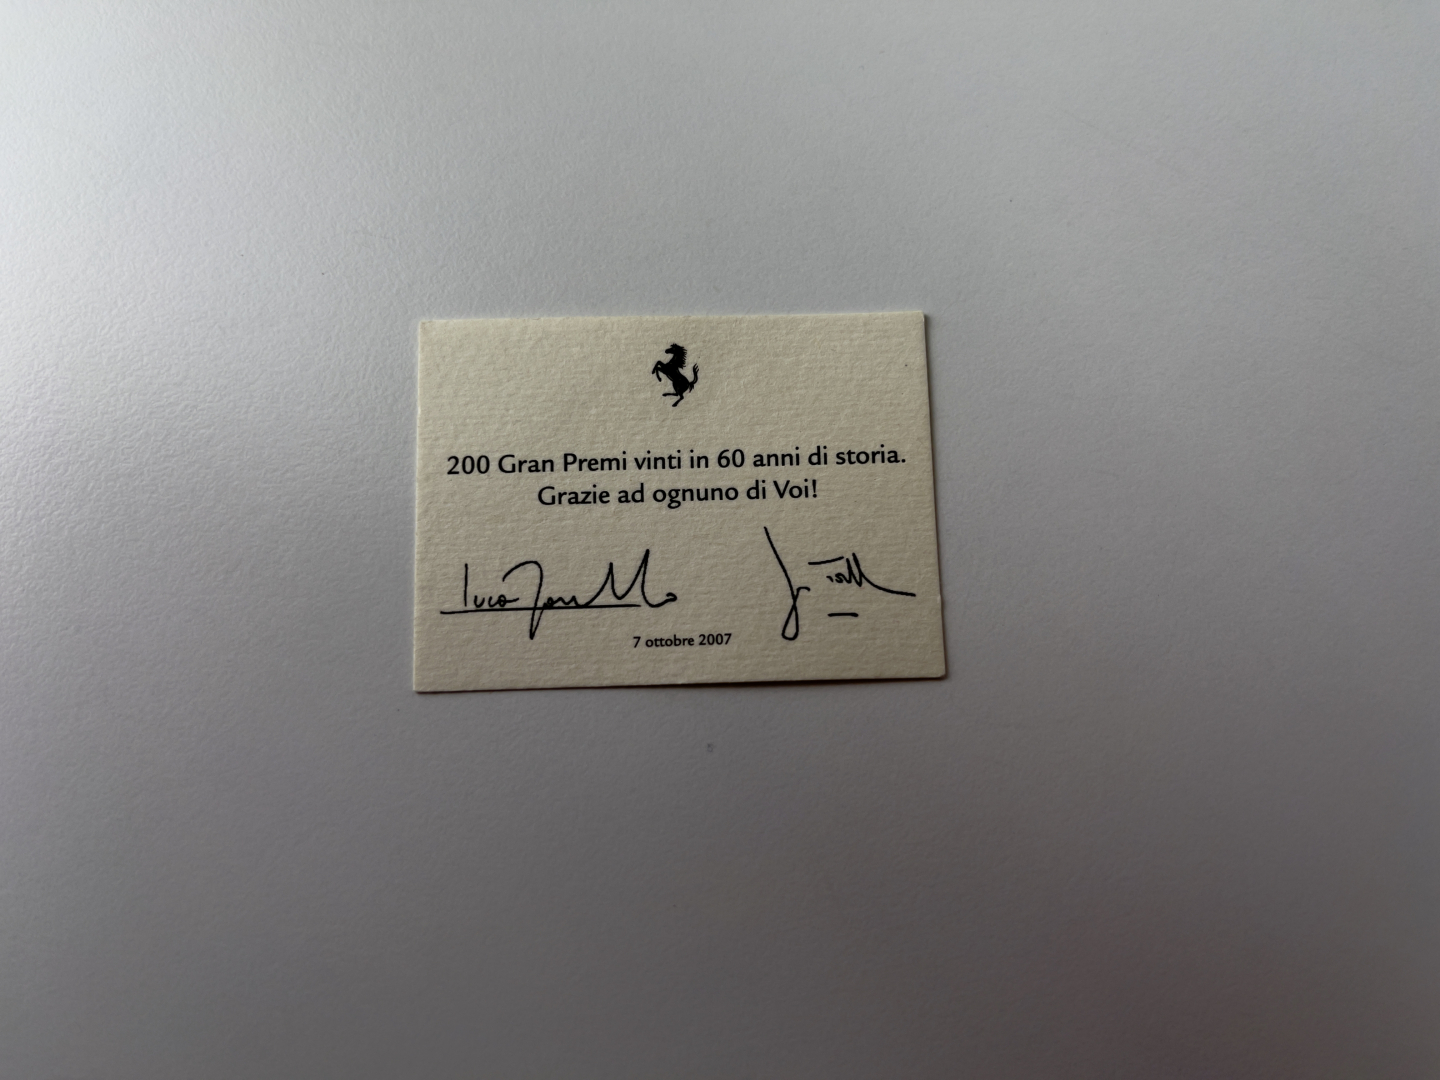 200 Gran Premi vinti in 60 anni di storia.
Grazie ad ognuno di Voi!
7 ottobre 2007